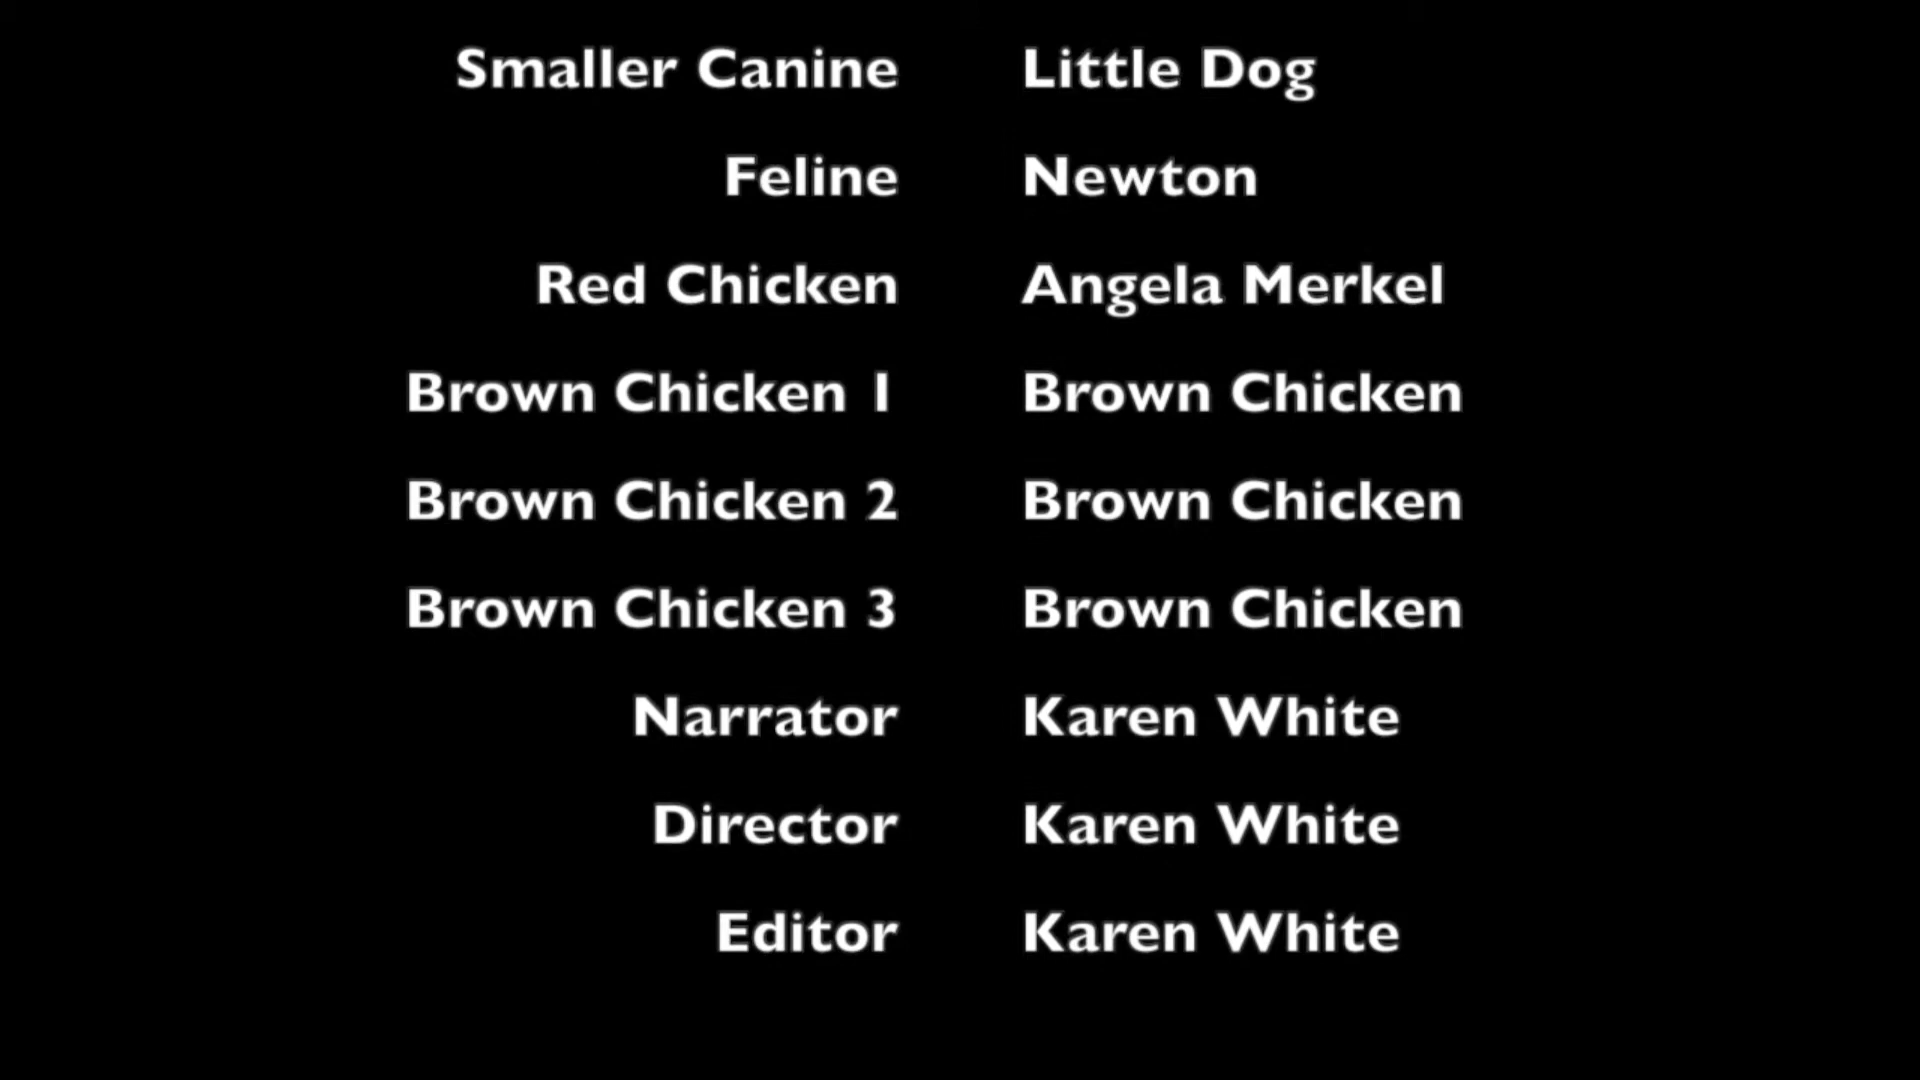 Smaller Canine Little Dog
Feline Newton
Red Chicken Angela Merkel
Brown Chicken 1 Brown Chicken
Brown Chicken 2 Brown Chicken
Brown Chicken 3 Brown Chicken
Narrator Karen White
Director Karen White
Editor Karen White